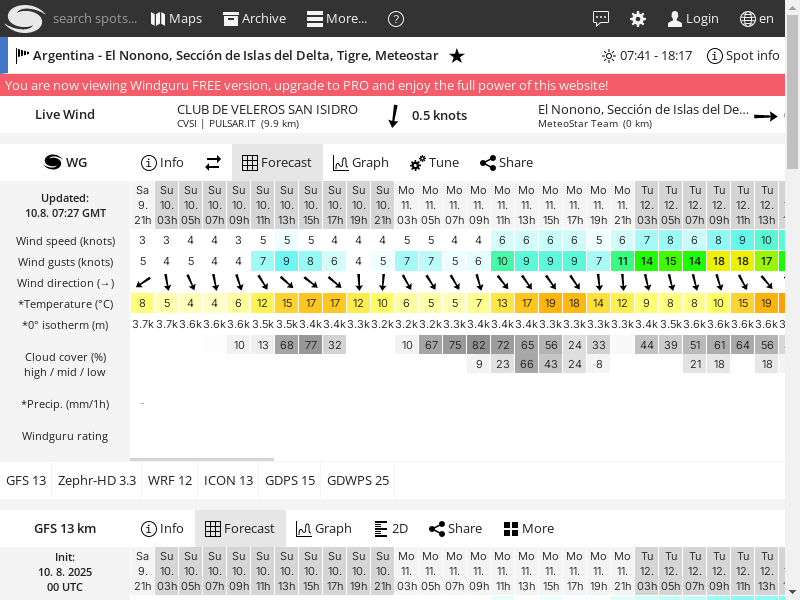 search spots... Maps Archive More... ? Login en
Argentina - El Nonono, Sección de Islas del Delta, Tigre, Meteostar ★ 07:41 - 18:17 Spot info
You are now viewing Windguru FREE version, upgrade to PRO and enjoy the full power of this website!
Live Wind
CLUB DE VELEROS SAN ISIDRO
CVSI | PULSAR.IT (9.9 km)
0.5 knots
El Nonono, Sección de Islas del De...
MeteoStar Team (0 km)
WG Info Forecast Graph Tune Share
Updated:
10.8. 07:27 GMT
Sa Su Su Su Su Su Su Su Su Su Su Mo Mo Mo Mo Mo Mo Mo Mo Mo Mo Tu Tu Tu Tu Tu Tu
9. 10. 10. 10. 10. 10. 10. 10. 10. 10. 10. 11. 11. 11. 11. 11. 11. 11. 11. 11. 11. 12. 12. 12. 12. 12. 12.
21h 03h 05h 07h 09h 11h 13h 15h 17h 19h 21h 03h 05h 07h 09h 11h 13h 15h 17h 19h 21h 03h 05h 07h 09h 11h 13h
Wind speed (knots) 3 3 4 4 3 5 5 5 4 4 4 5 5 4 4 6 6 6 6 5 6 7 8 6 8 9 10
Wind gusts (knots) 5 4 5 4 4 7 9 8 6 4 5 7 7 5 6 10 9 9 9 7 11 14 15 14 18 18 17
Wind direction (→)
*Temperature (°C) 8 5 4 4 6 12 15 17 17 12 10 6 5 5 7 13 17 19 18 14 12 9 8 8 10 15 19
*0° isotherm (m) 3.7k 3.7k 3.6k 3.6k 3.6k 3.5k 3.5k 3.4k 3.4k 3.3k 3.2k 3.2k 3.2k 3.3k 3.4k 3.3k 3.4k 3.3k 3.3k 3.3k 3.3k 3.4k 3.5k 3.6k 3.6k 3.6k 3.6k
Cloud cover (%)
high / mid / low
10 13 68 77 32 10 67 75 82 72 65 56 24 33 44 39 51 61 64 56
9 23 66 43 24 8 21 18 18
*Precip. (mm/1h) -
Windguru rating
GFS 13 Zephr-HD 3.3 WRF 12 ICON 13 GDPS 15 GDWPS 25
GFS 13 km Info Forecast Graph 2D Share More
Init:
10. 8. 2025
00 UTC
Sa Su Su Su Su Su Su Su Su Su Su Mo Mo Mo Mo Mo Mo Mo Mo Mo Mo Tu Tu Tu Tu Tu Tu
9. 10. 10. 10. 10. 10. 10. 10. 10. 10. 10. 11. 11. 11. 11. 11. 11. 11. 11. 11. 11. 12. 12. 12. 12. 12. 12.
21h 03h 05h 07h 09h 11h 13h 15h 17h 19h 21h 03h 05h 07h 09h 11h 13h 15h 17h 19h 21h 03h 05h 07h 09h 11h 13h